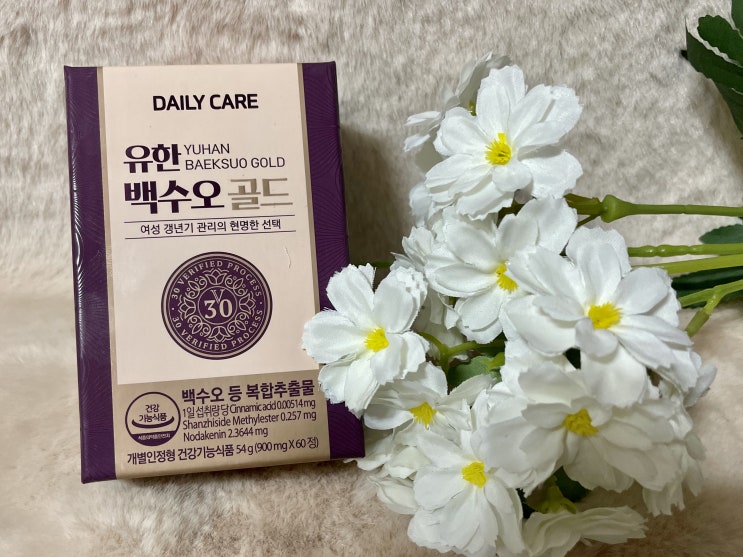 DAILY CARE
유한 YUHAN
BAEKSUO GOLD
백수오 골드
여성 갱년기 관리의 현명한 선택
30 VERIFIED PROCESS
V
30
30 VERIFIED PROCESS
건강
기능식품
식품의약품안전처
백수오 등 복합추출물
1일 섭취량 당 Cinnamic acid 0.00514 mg
Shanzhiside Methylester 0.257 mg
Nodakenin 2.3644 mg
개별인정형 건강기능식품 54 g (900 mg X 60 정)